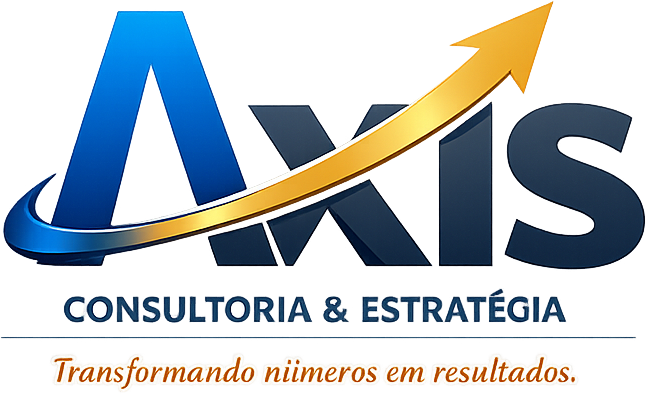 AXIS
CONSULTORIA & ESTRATÉGIA
Transformando niimeros em resultados.